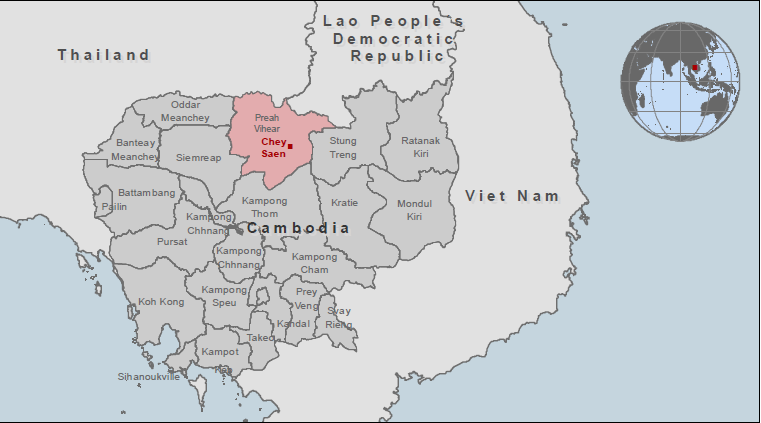 Lao People's
Democratic
Republic
Thailand
Oddar
Meanchey
Preah
Vihear
Chey
Saen
Banteay
Meanchey
Siemreap
Stung
Treng
Ratanak
Kiri
Battambang
Pailin
Kampong
Thom
Kratie
Mondul
Kiri
Viet Nam
Kampong
Chhnang
Cambodia
Pursat
Kampong
Chhnang
Kampong
Cham
Koh Kong
Kampong
Speu
Prey
Veng
Svay
Rieng
Kandal
Takeo
Kampot
Kep
Sihanoukville